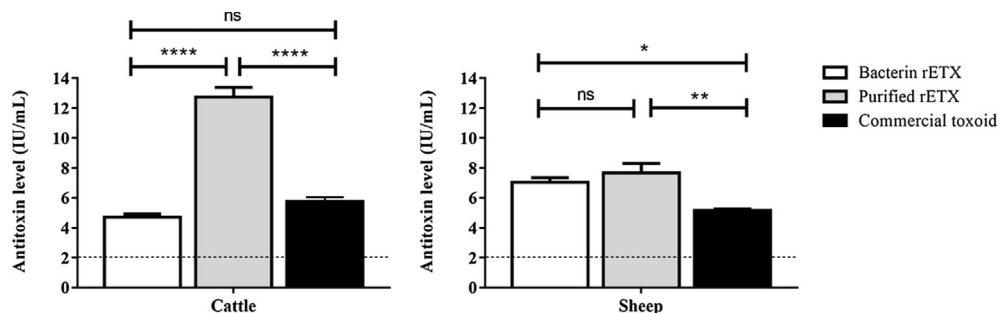 ns
**** ****
14
12
10
8
6
4
2
0
Antitoxin level (IU/mL)
Cattle
*
ns **
14
12
10
8
6
4
2
0
Antitoxin level (IU/mL)
Sheep
Bacterin rETX
Purified rETX
Commercial toxoid